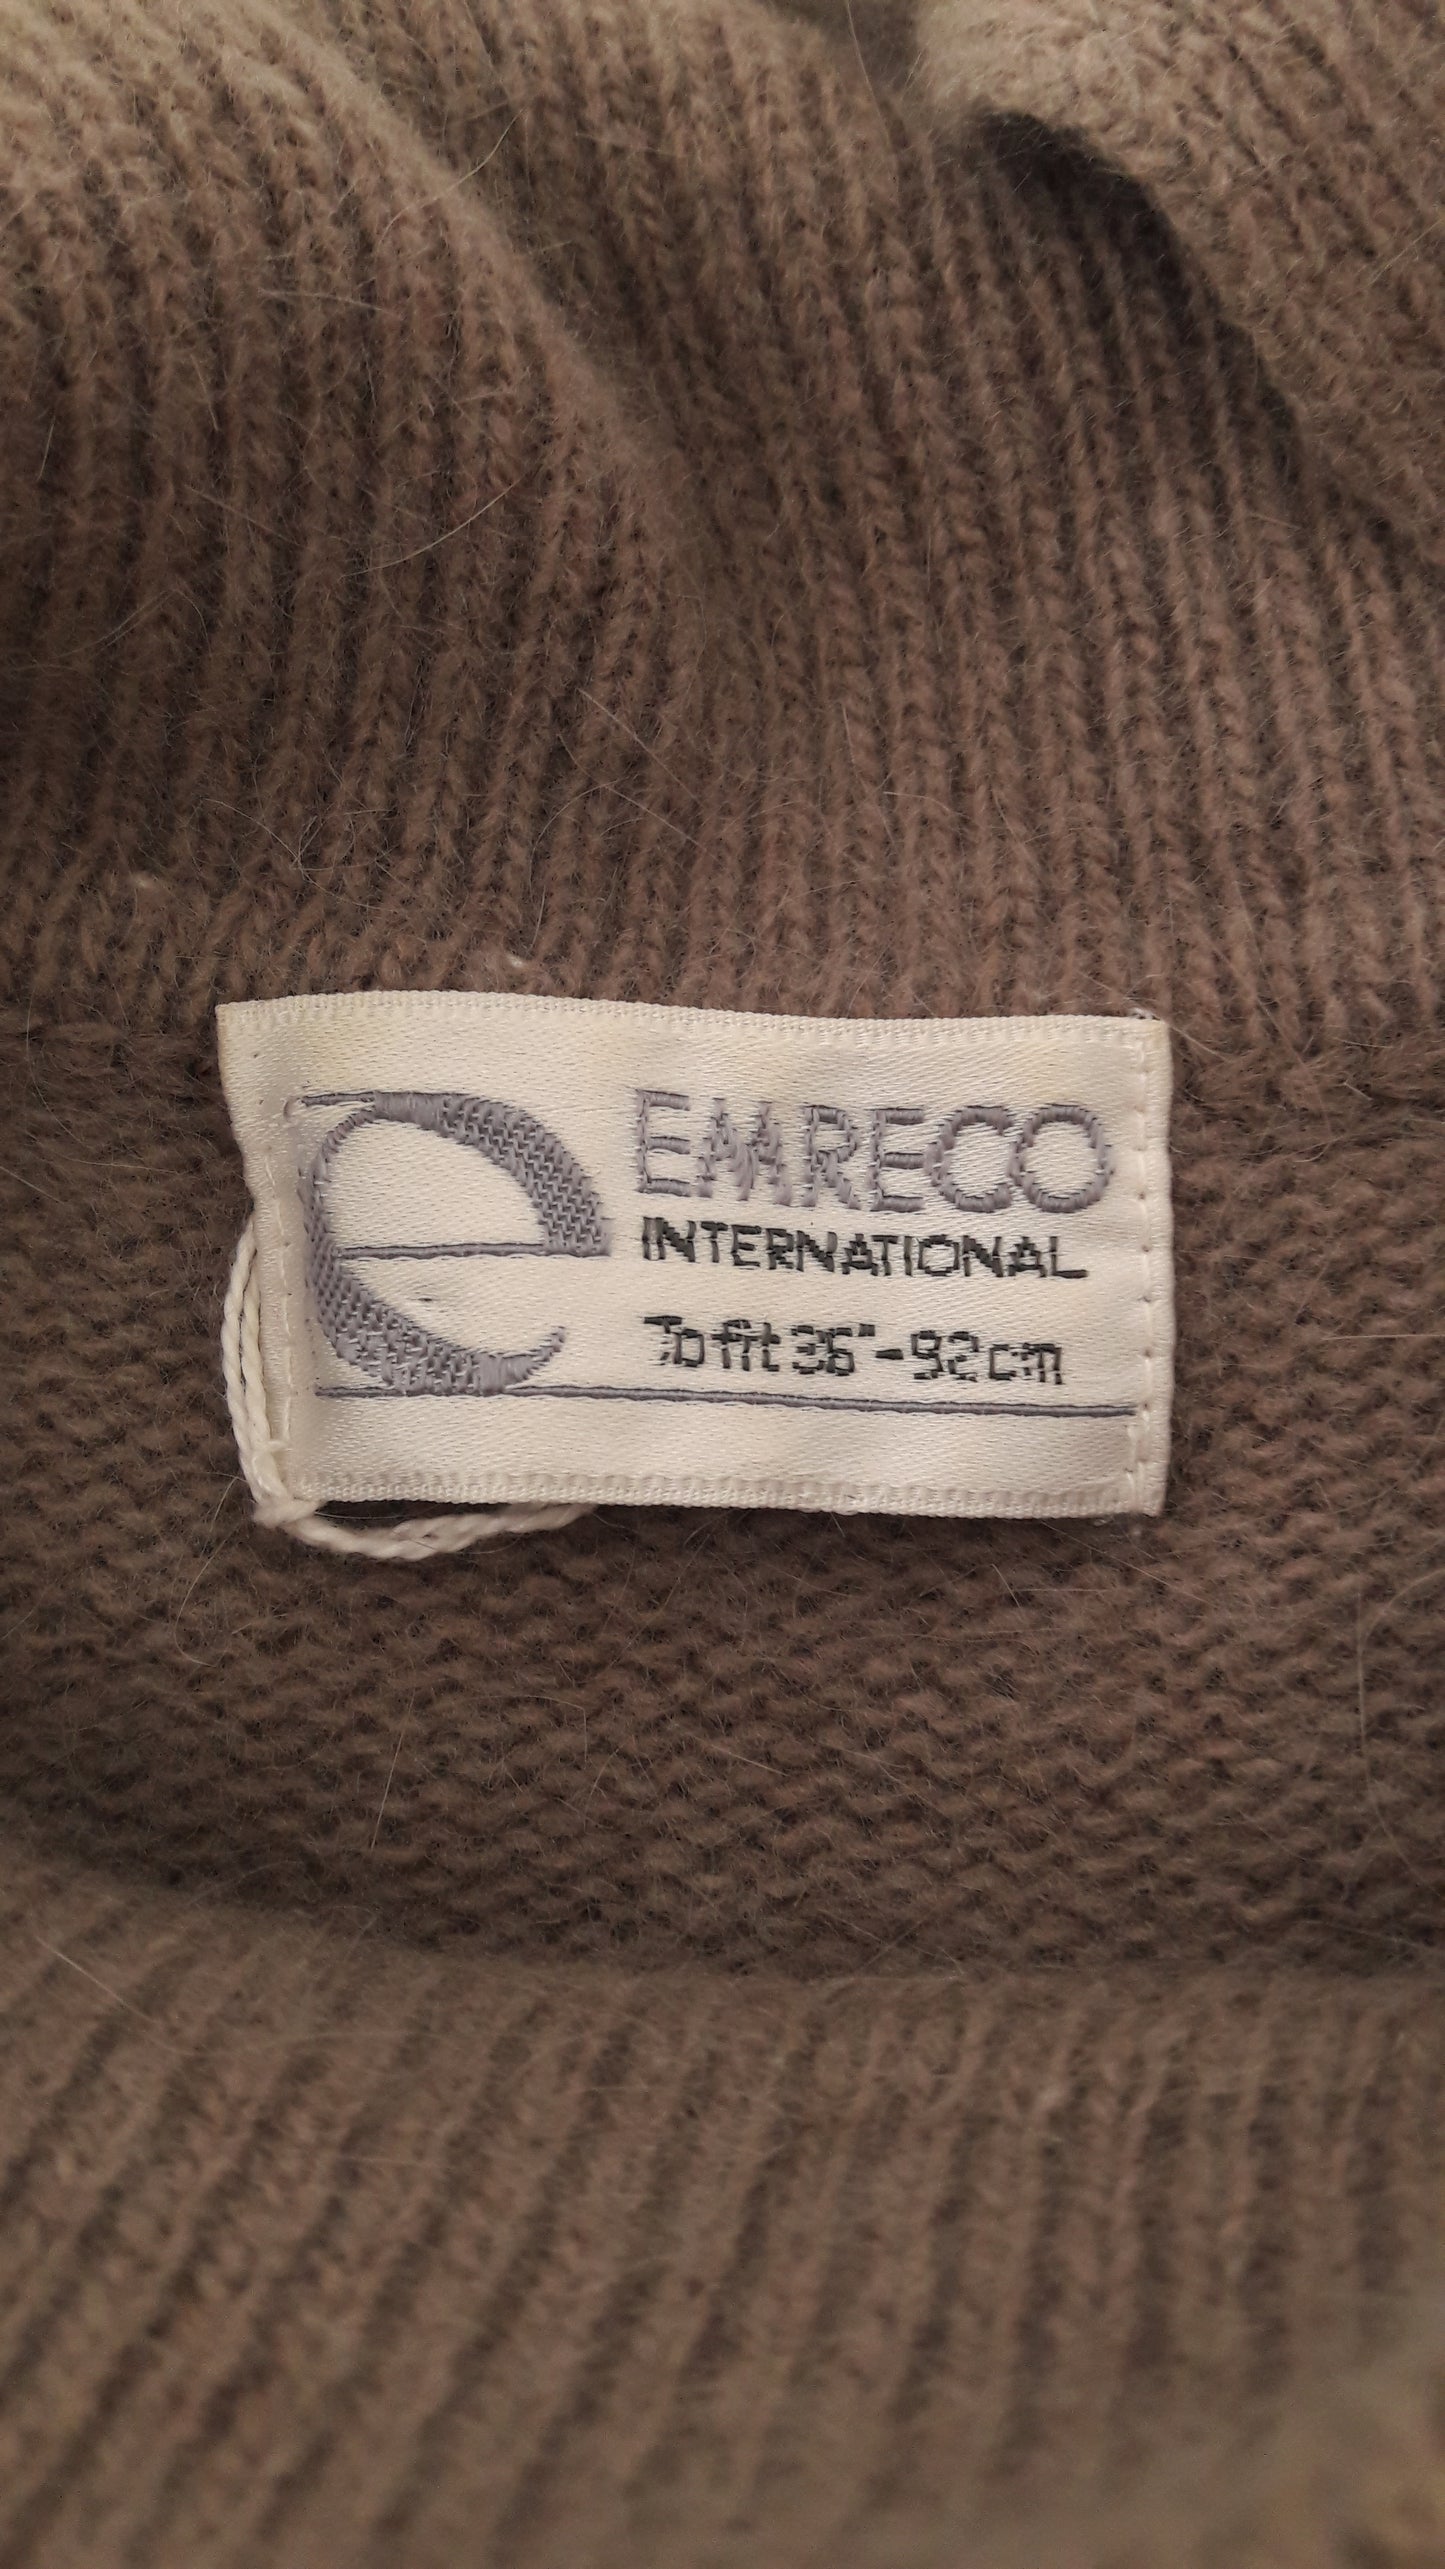 e
EMRECO
INTERNATIONAL
To fit 36" - 92cm